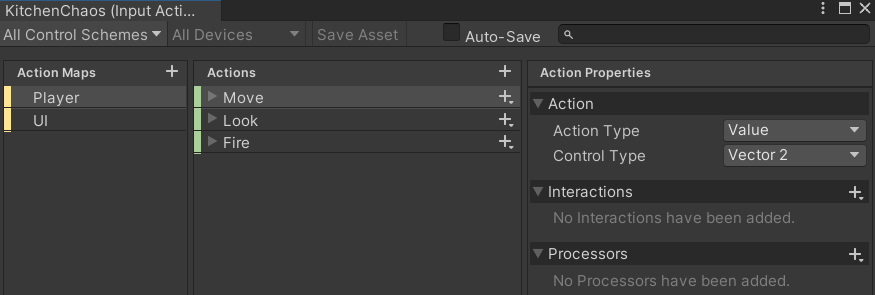 KitchenChaos (Input Acti...
All Control Schemes All Devices Save Asset Auto-Save
Action Maps
Player
UI
Actions
Move
Look
Fire
Action Properties
Action
Action Type Value
Control Type Vector 2
Interactions
No Interactions have been added.
Processors
No Processors have been added.